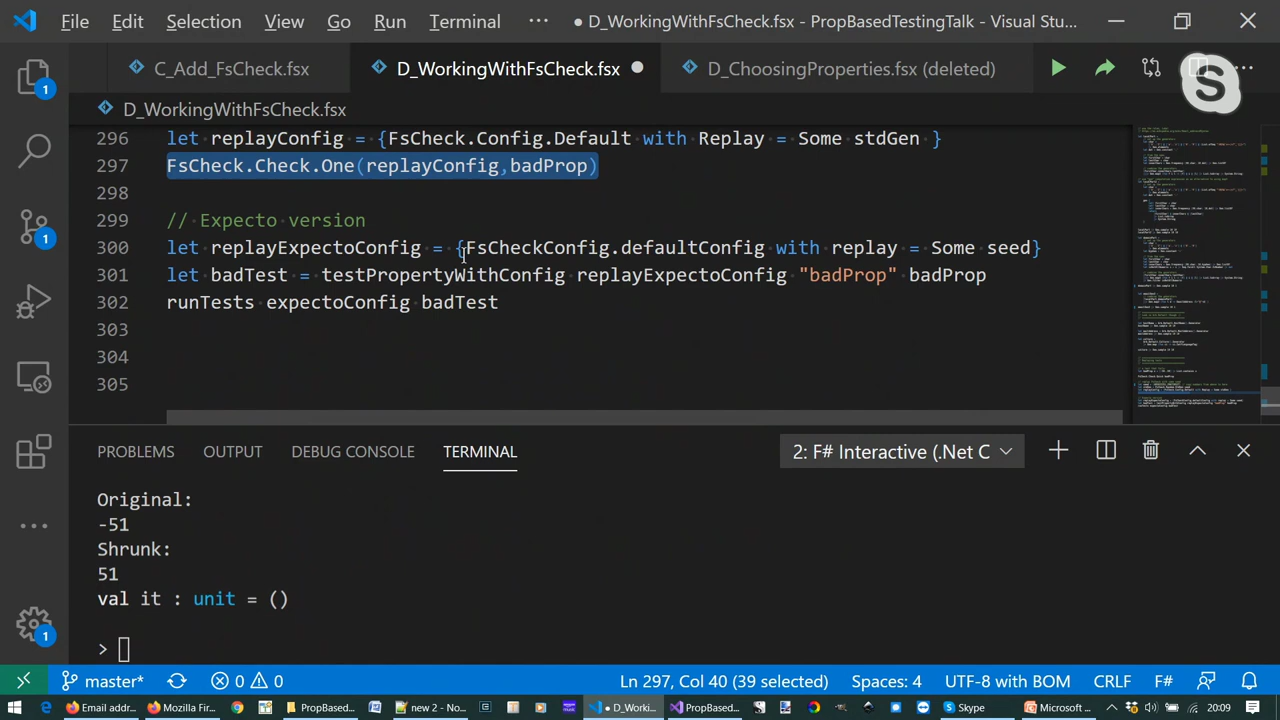 File Edit Selection View Go Run Terminal ··· ● D_WorkingWithFsCheck.fsx - PropBasedTestingTalk - Visual Stu...
C_Add_FsCheck.fsx D_WorkingWithFsCheck.fsx D_ChoosingProperties.fsx (deleted)
D_WorkingWithFsCheck.fsx
296 let replayConfig = {FsCheck.Config.Default with Replay = Some stdGen }
297 FsCheck.Check.One(replayConfig,badProp)
298
299 // Expecto version
300 let replayExpectoConfig = {FsCheckConfig.defaultConfig with replay = Some seed}
301 let badTest = testPropertyWithConfig replayExpectoConfig "badProp" badProp
302 runTests expectoConfig badTest
303
304
305
PROBLEMS OUTPUT DEBUG CONSOLE TERMINAL 2: F# Interactive (.Net C
Original:
-51
Shrunk:
51
val it : unit = ()
>
master* 0 0 Ln 297, Col 40 (39 selected) Spaces: 4 UTF-8 with BOM CRLF F#
Email addr... Mozilla Fir... PropBased... new 2 - No... ● D_Worki... PropBased... Skype Microsoft ... 20:09